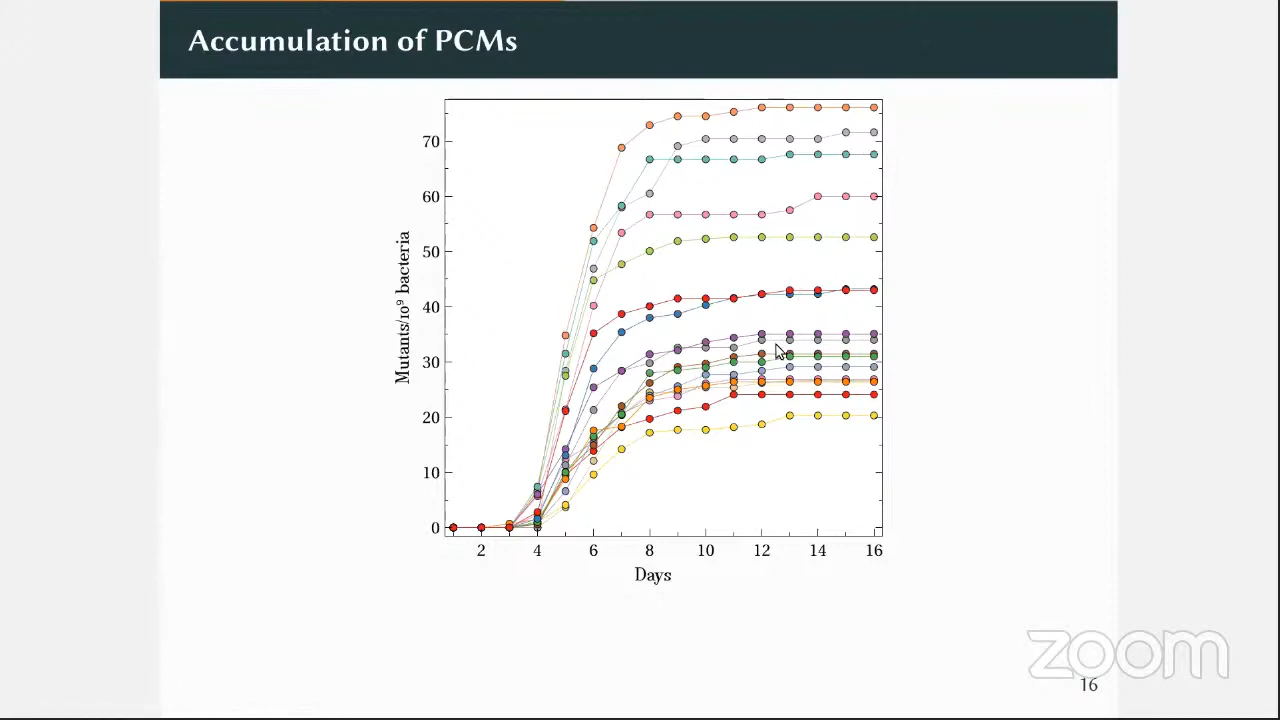 Accumulation of PCMs
70
60
50
40
30
20
10
0
Mutants/10⁹ bacteria
2 4 6 8 10 12 14 16
Days
zoom
16